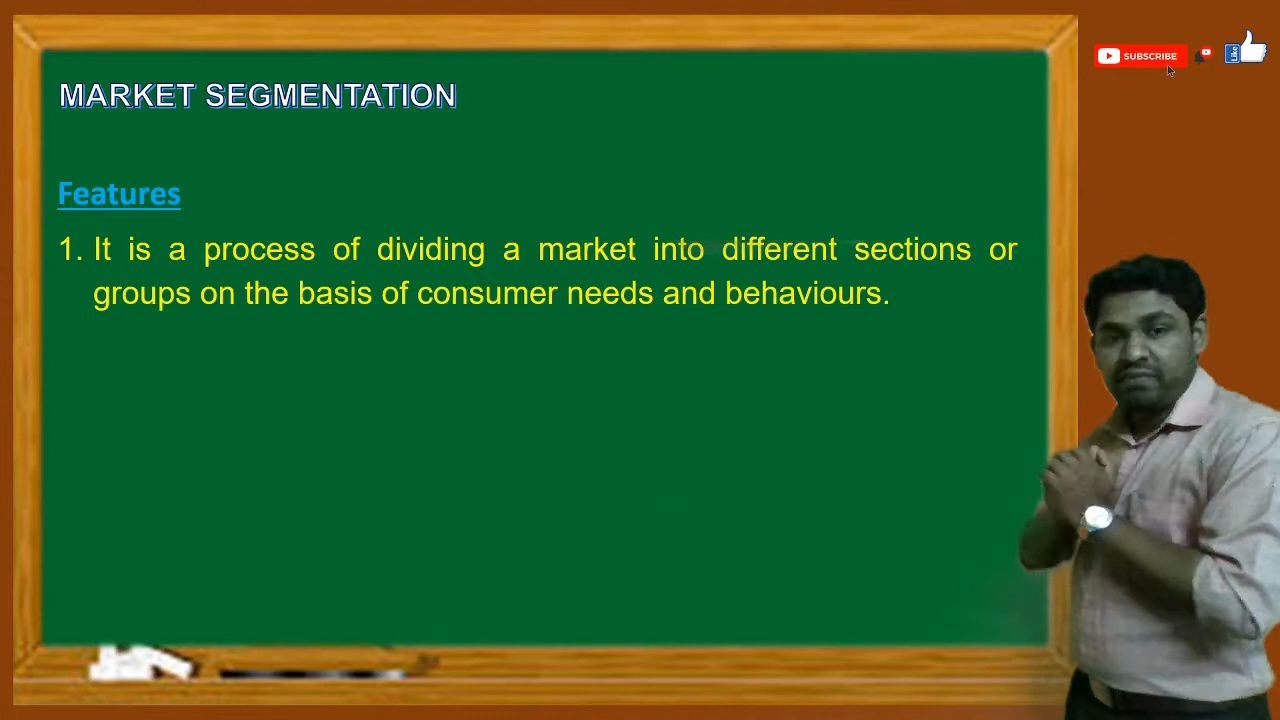 MARKET SEGMENTATION
SUBSCRIBE
Like
Features
1. It is a process of dividing a market into different sections or
groups on the basis of consumer needs and behaviours.